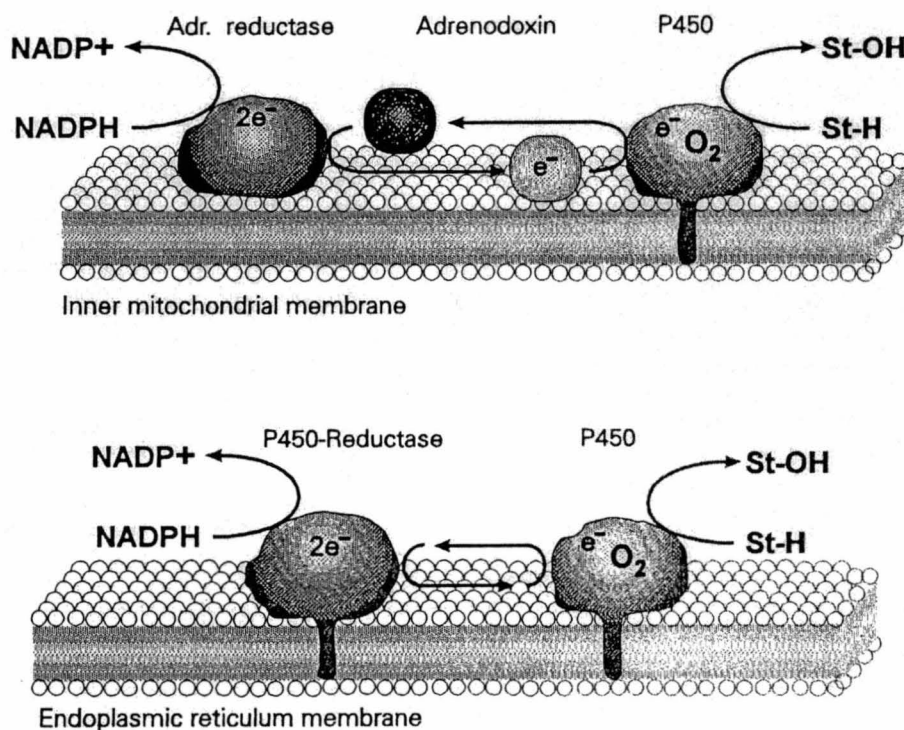 Adr. reductase Adrenodoxin P450
NADP+ St-OH
2e⁻ e⁻ O₂
NADPH St-H
e⁻
Inner mitochondrial membrane
P450-Reductase P450
NADP+ St-OH
NADPH 2e⁻ e⁻ O₂ St-H
Endoplasmic reticulum membrane